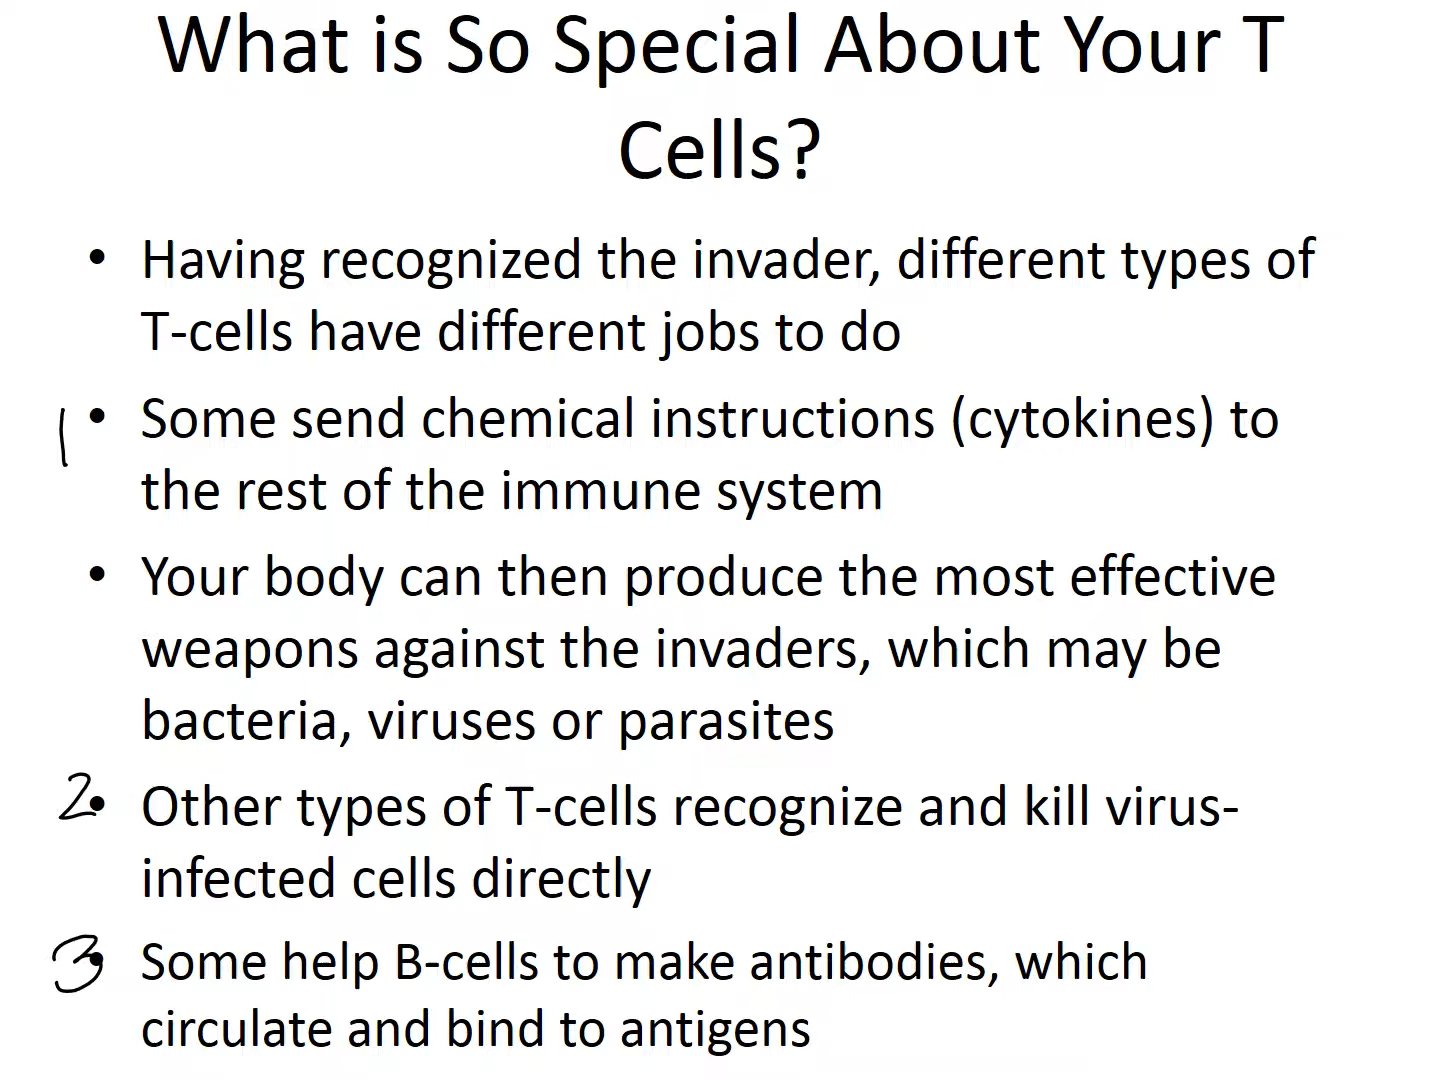 What is So Special About Your T
Cells?
• Having recognized the invader, different types of
T-cells have different jobs to do
1 • Some send chemical instructions (cytokines) to
the rest of the immune system
• Your body can then produce the most effective
weapons against the invaders, which may be
bacteria, viruses or parasites
2 • Other types of T-cells recognize and kill virus-
infected cells directly
3 • Some help B-cells to make antibodies, which
circulate and bind to antigens